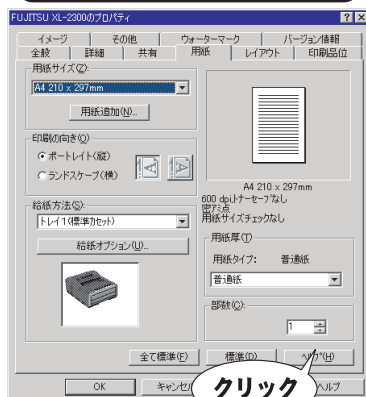 FUJITSU XL-2300のプロパティ
イメージ その他 ウォーターマーク バージョン情報
全般 詳細 共有 用紙 レイアウト 印刷品位
用紙サイズ(Z):
A4 210 x 297mm
用紙追加(N)...
印刷の向き(O)
ポートレイト(縦)
ランドスケープ(横)
給紙方法(S):
トレイ1(標準カセット)
給紙オプション(U)...
A4 210 x 297mm
600 dpi,トナーセーブなし
用紙サイズチェックなし
用紙厚(T)
用紙タイプ: 普通紙
普通紙
部数(C):
1
全て標準(F) 標準(D) ヘルプ(H)
OK キャンセル ヘルプ
クリック